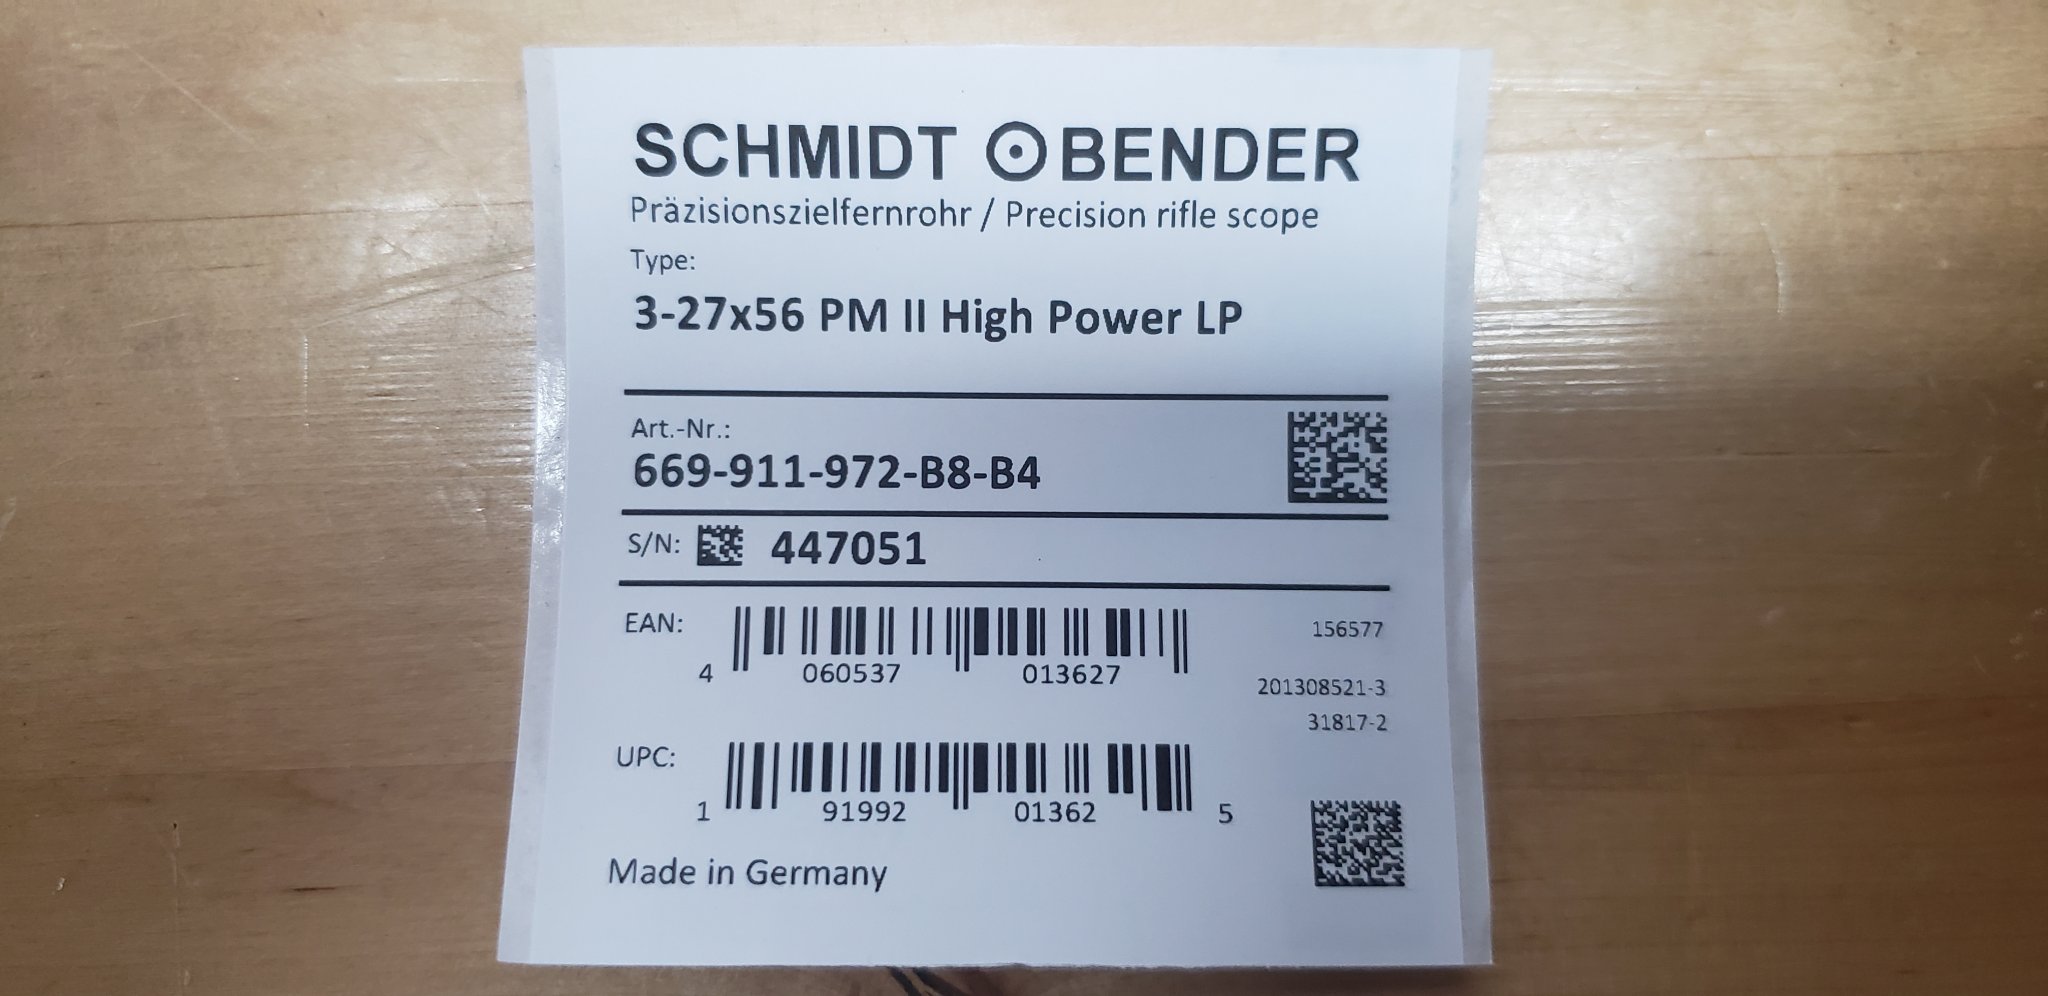 SCHMIDT BENDER
Präzisionszielfernrohr / Precision rifle scope
Type:
3-27x56 PM II High Power LP
Art.-Nr.:
669-911-972-B8-B4
S/N: 447051
EAN:
4 060537 013627
156577
201308521-3
31817-2
UPC:
1 91992 01362 5
Made in Germany